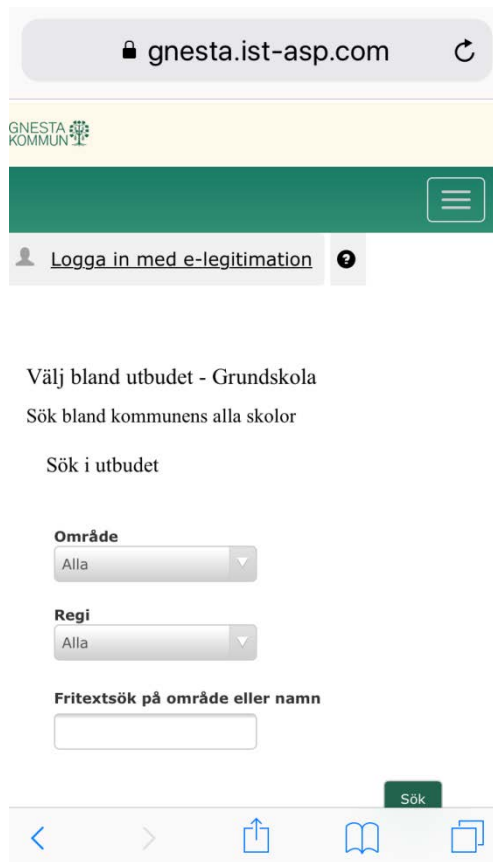 gnesta.ist-asp.com
GNESTA
KOMMUN
Logga in med e-legitimation
?
Välj bland utbudet - Grundskola
Sök bland kommunens alla skolor
Sök i utbudet
Område
Alla
Regi
Alla
Fritextsök på område eller namn
Sök